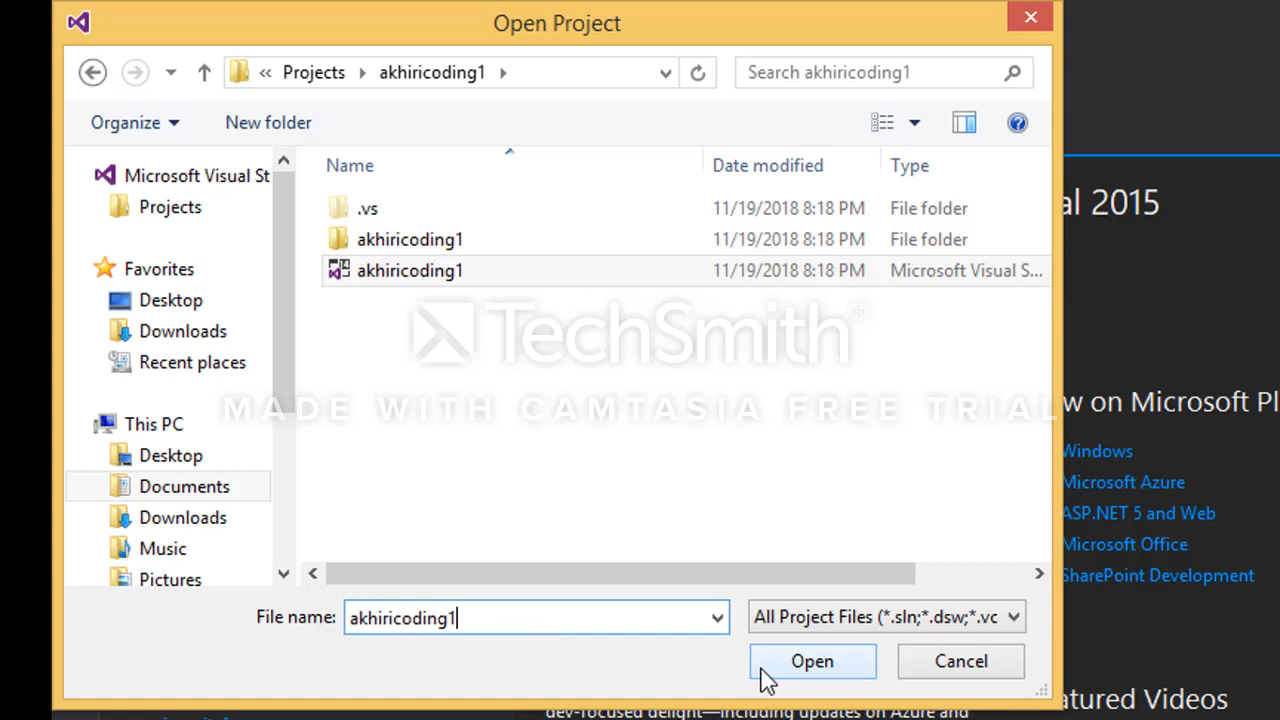 Open Project
« Projects akhiricoding1
Search akhiricoding1
Organize New folder
Name Date modified Type
Microsoft Visual St
Projects
Favorites
Desktop
Downloads
Recent places
This PC
Desktop
Documents
Downloads
Music
Pictures
.vs 11/19/2018 8:18 PM File folder
akhiricoding1 11/19/2018 8:18 PM File folder
akhiricoding1 11/19/2018 8:18 PM Microsoft Visual S...
TechSmith®
MADE WITH CAMTASIA FREE TRIAL
File name: akhiricoding1
All Project Files (*.sln;*.dsw;*.vc
Open Cancel
al 2015
w on Microsoft Pl
Windows
Microsoft Azure
ASP.NET 5 and Web
Microsoft Office
SharePoint Development
atured Videos
dev-focused delight—including updates on Azure and